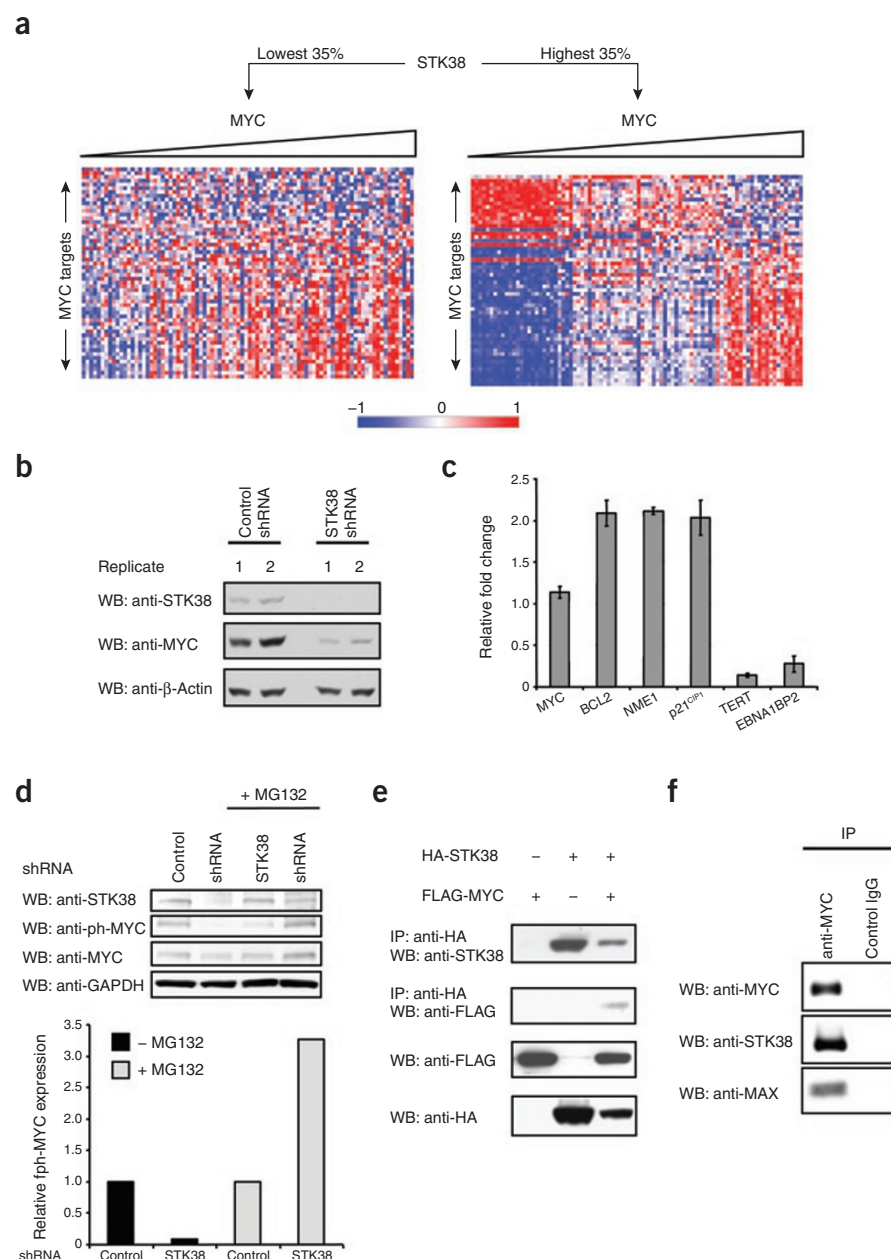 a
Lowest 35%
STK38
Highest 35%
MYC
MYC
MYC targets
MYC targets
−1 0 1
b
Control
shRNA
STK38
shRNA
Replicate 1 2 1 2
WB: anti-STK38
WB: anti-MYC
WB: anti-β-Actin
c
Relative fold change
2.5
2.0
1.5
1.0
0.5
0
MYC BCL2 NME1 p21CIP1 TERT EBNA1BP2
d
+ MG132
shRNA Control shRNA STK38 shRNA
WB: anti-STK38
WB: anti-ph-MYC
WB: anti-MYC
WB: anti-GAPDH
Relative fph-MYC expression
3.5
3.0
2.5
2.0
1.5
1.0
0.5
0
− MG132
+ MG132
shRNA Control STK38 Control STK38
e
HA-STK38 − + +
FLAG-MYC + − +
IP: anti-HA
WB: anti-STK38
IP: anti-HA
WB: anti-FLAG
WB: anti-FLAG
WB: anti-HA
f
IP
anti-MYC
Control IgG
WB: anti-MYC
WB: anti-STK38
WB: anti-MAX